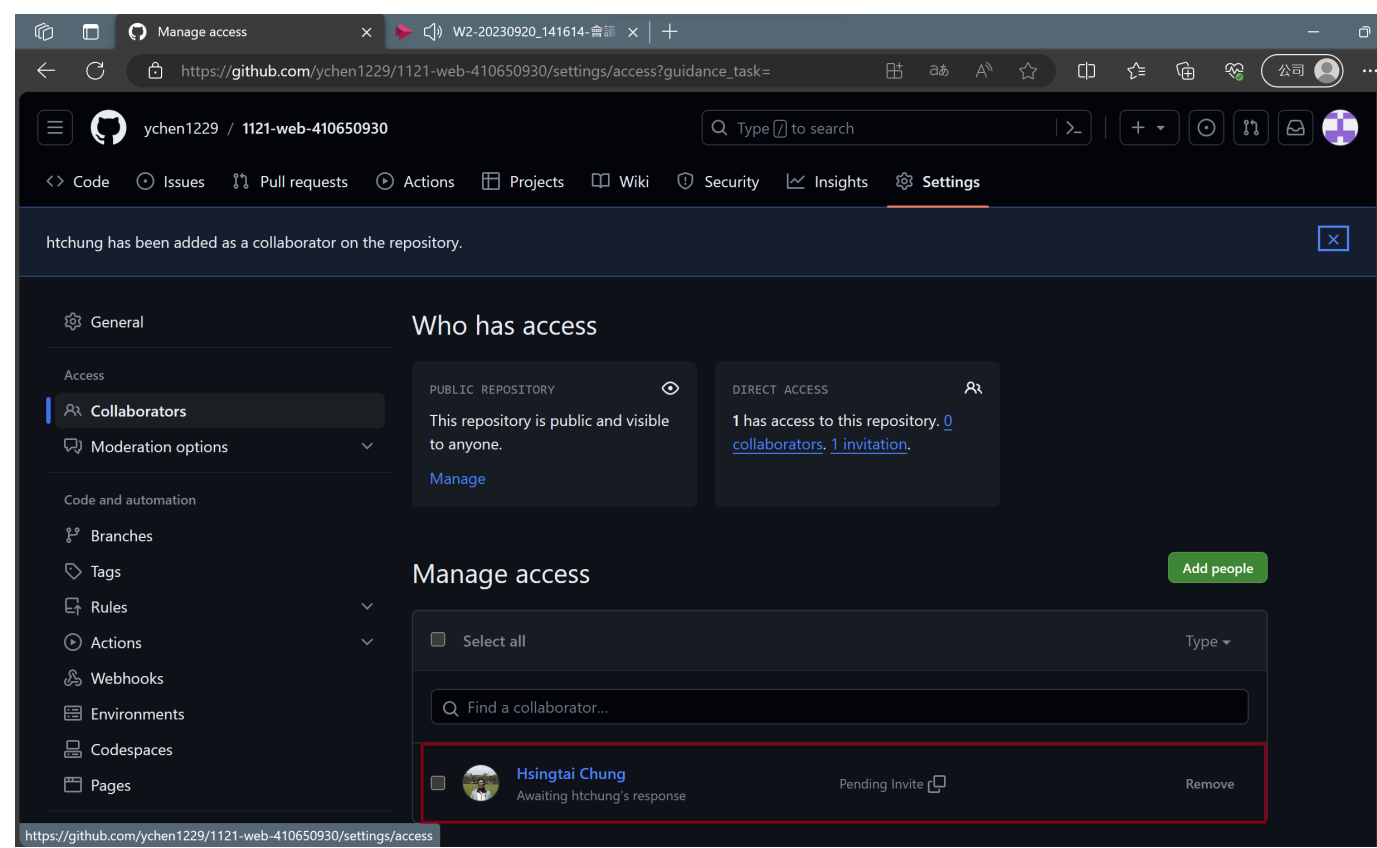 Manage access
W2-20230920_141614-會議
https://github.com/ychen1229/1121-web-410650930/settings/access?guidance_task=
公司
ychen1229 / 1121-web-410650930
Type / to search
Code
Issues
Pull requests
Actions
Projects
Wiki
Security
Insights
Settings
htchung has been added as a collaborator on the repository.
General
Access
Collaborators
Moderation options
Code and automation
Branches
Tags
Rules
Actions
Webhooks
Environments
Codespaces
Pages
Who has access
PUBLIC REPOSITORY
This repository is public and visible
to anyone.
Manage
DIRECT ACCESS
1 has access to this repository. 0
collaborators. 1 invitation.
Manage access
Add people
Select all
Type
Find a collaborator...
Hsingtai Chung
Awaiting htchung's response
Pending Invite
Remove
https://github.com/ychen1229/1121-web-410650930/settings/access